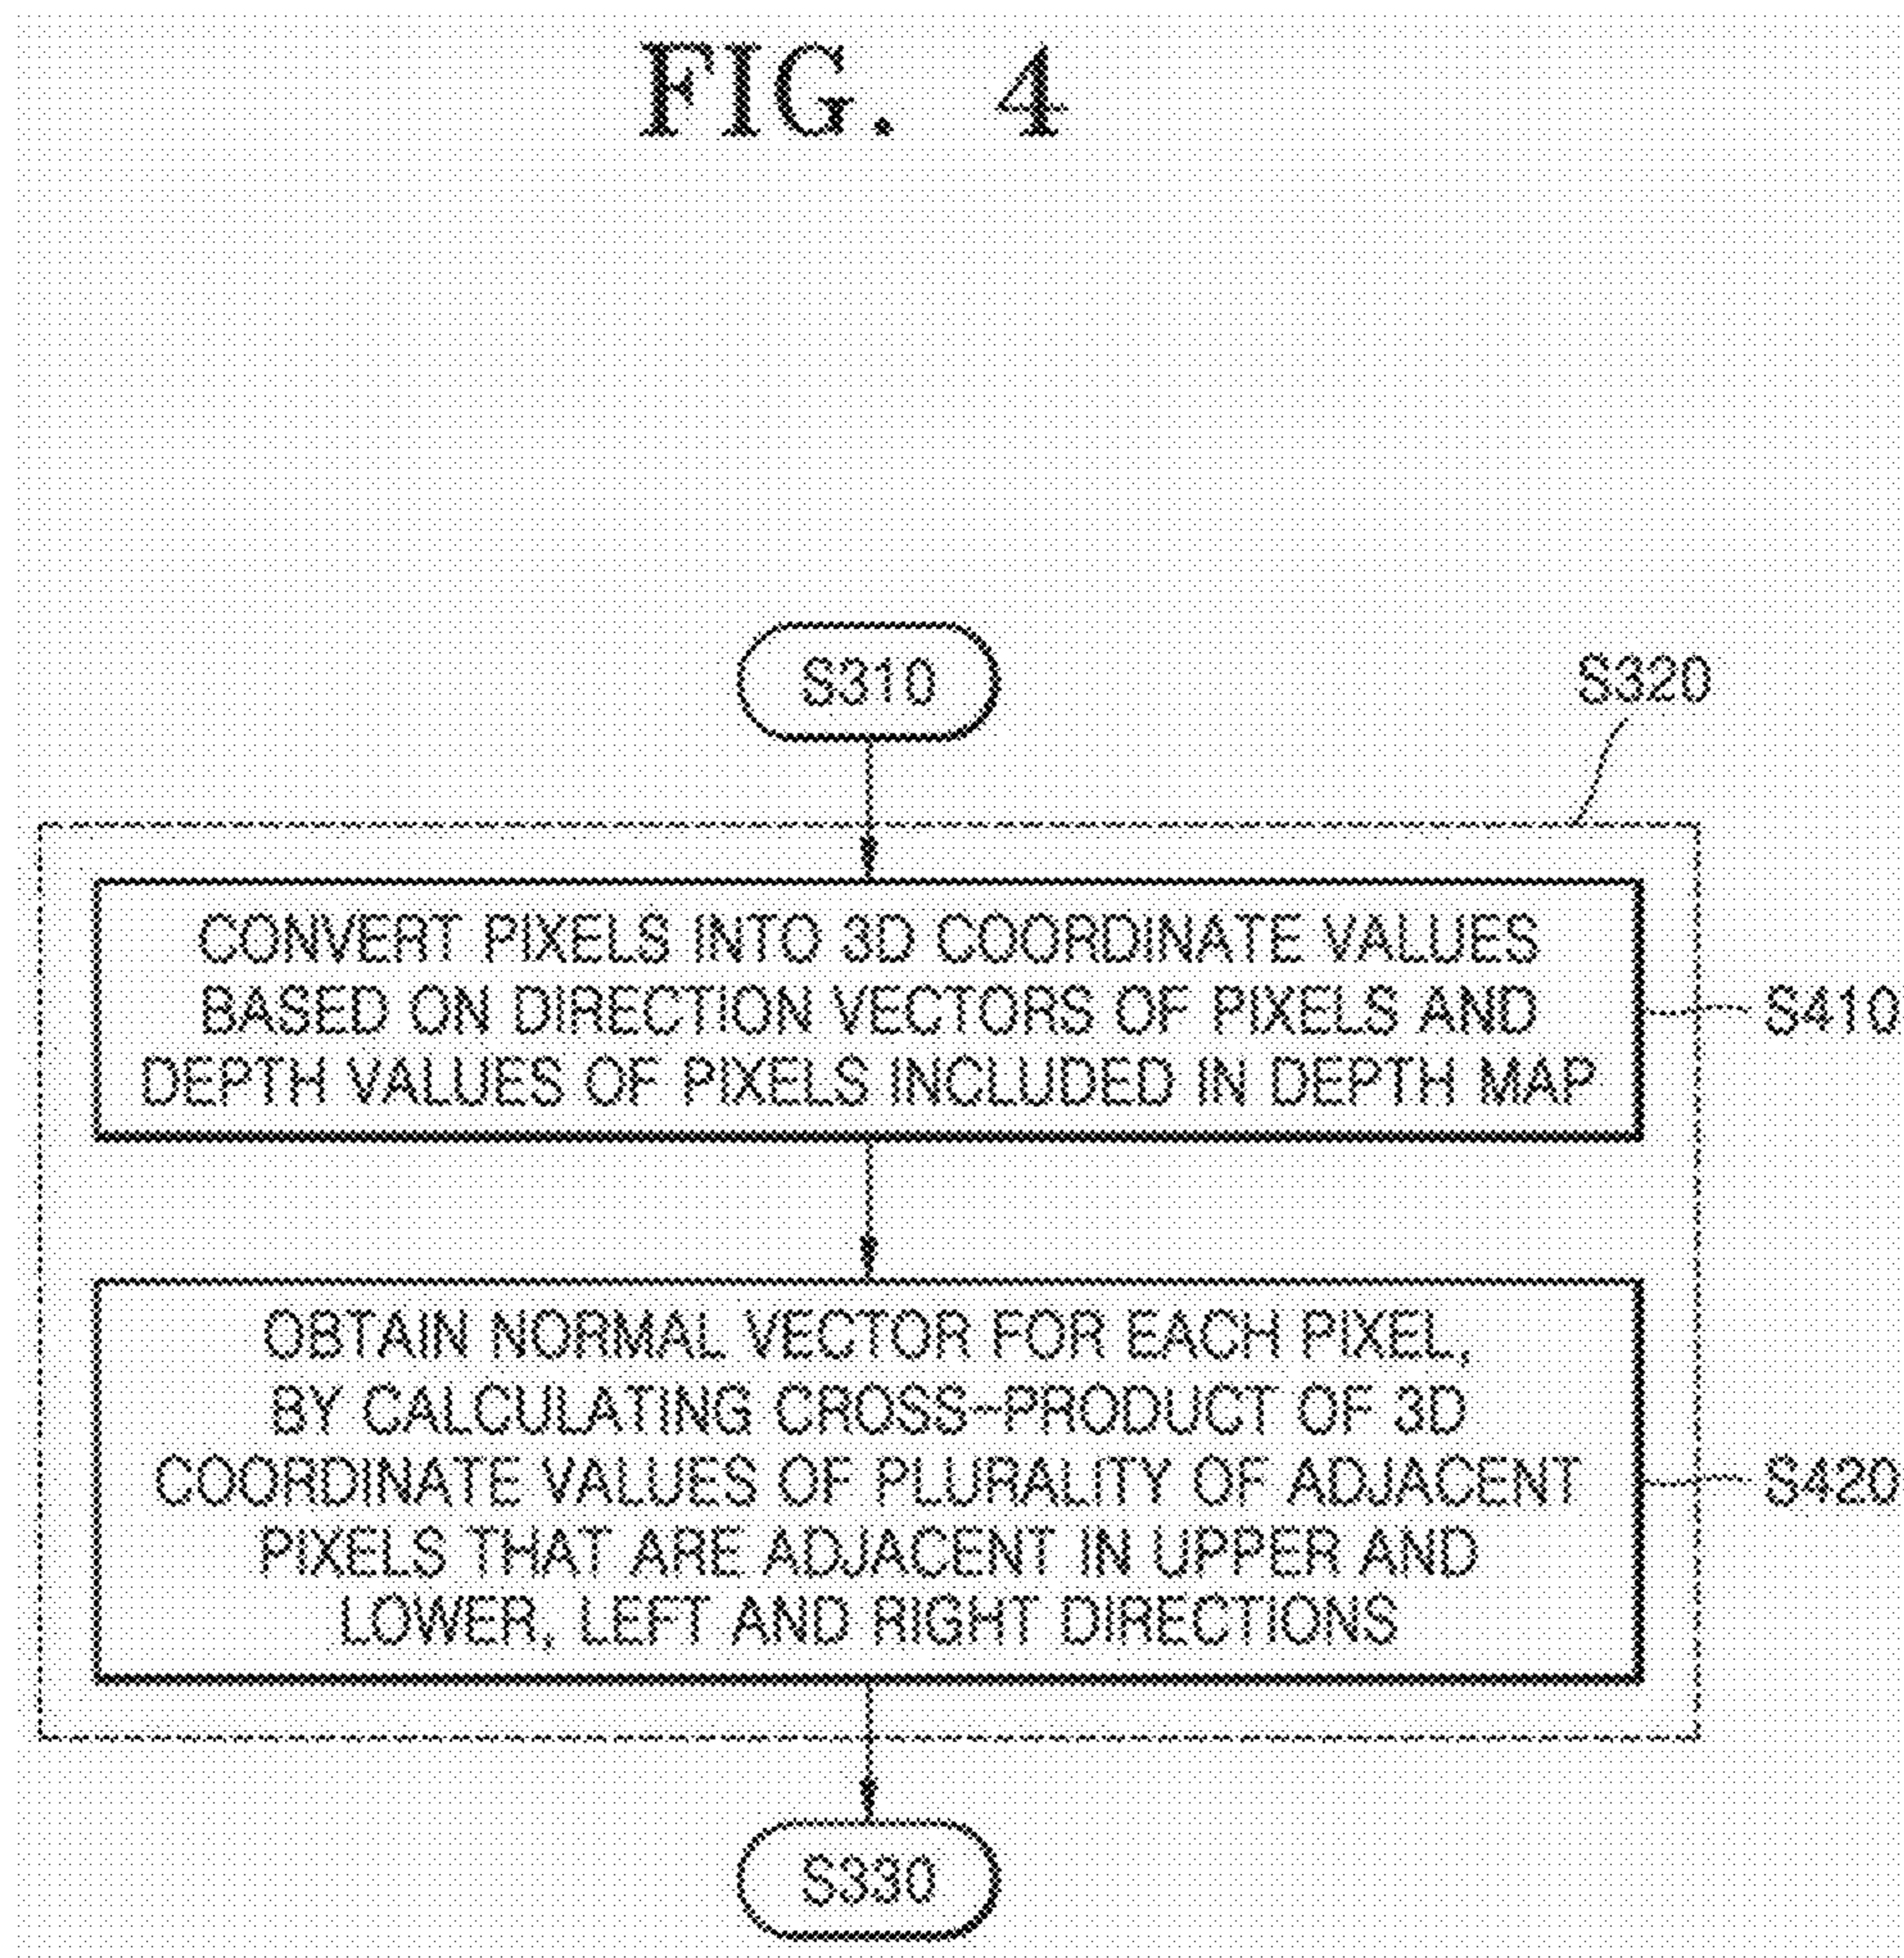 FIG. 4
S310
S320
CONVERT PIXELS INTO 3D COORDINATE VALUES
BASED ON DIRECTION VECTORS OF PIXELS AND
DEPTH VALUES OF PIXELS INCLUDED IN DEPTH MAP
S410
OBTAIN NORMAL VECTOR FOR EACH PIXEL,
BY CALCULATING CROSS-PRODUCT OF 3D
COORDINATE VALUES OF PLURALITY OF ADJACENT
PIXELS THAT ARE ADJACENT IN UPPER AND
LOWER, LEFT AND RIGHT DIRECTIONS
S420
S330